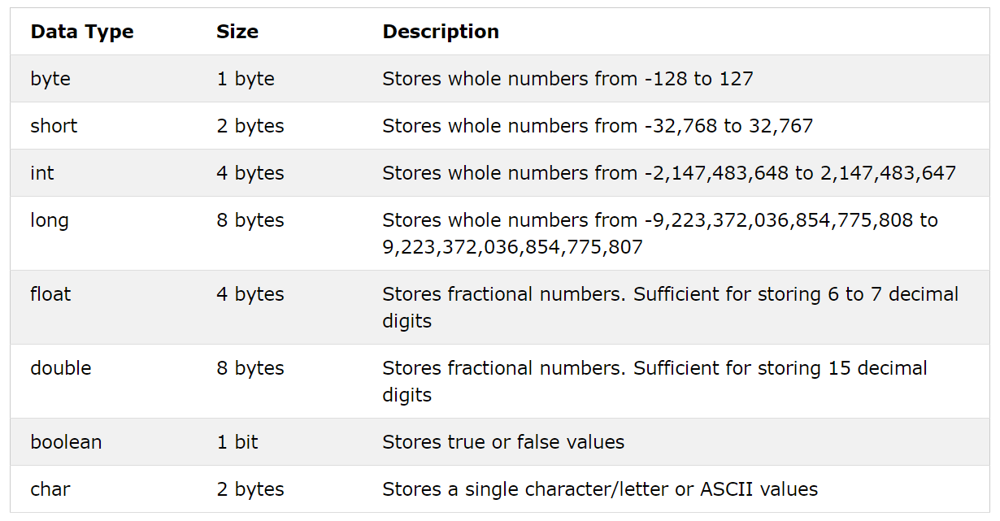 Data Type Size Description
byte 1 byte Stores whole numbers from -128 to 127
short 2 bytes Stores whole numbers from -32,768 to 32,767
int 4 bytes Stores whole numbers from -2,147,483,648 to 2,147,483,647
long 8 bytes Stores whole numbers from -9,223,372,036,854,775,808 to
9,223,372,036,854,775,807
float 4 bytes Stores fractional numbers. Sufficient for storing 6 to 7 decimal
digits
double 8 bytes Stores fractional numbers. Sufficient for storing 15 decimal
digits
boolean 1 bit Stores true or false values
char 2 bytes Stores a single character/letter or ASCII values